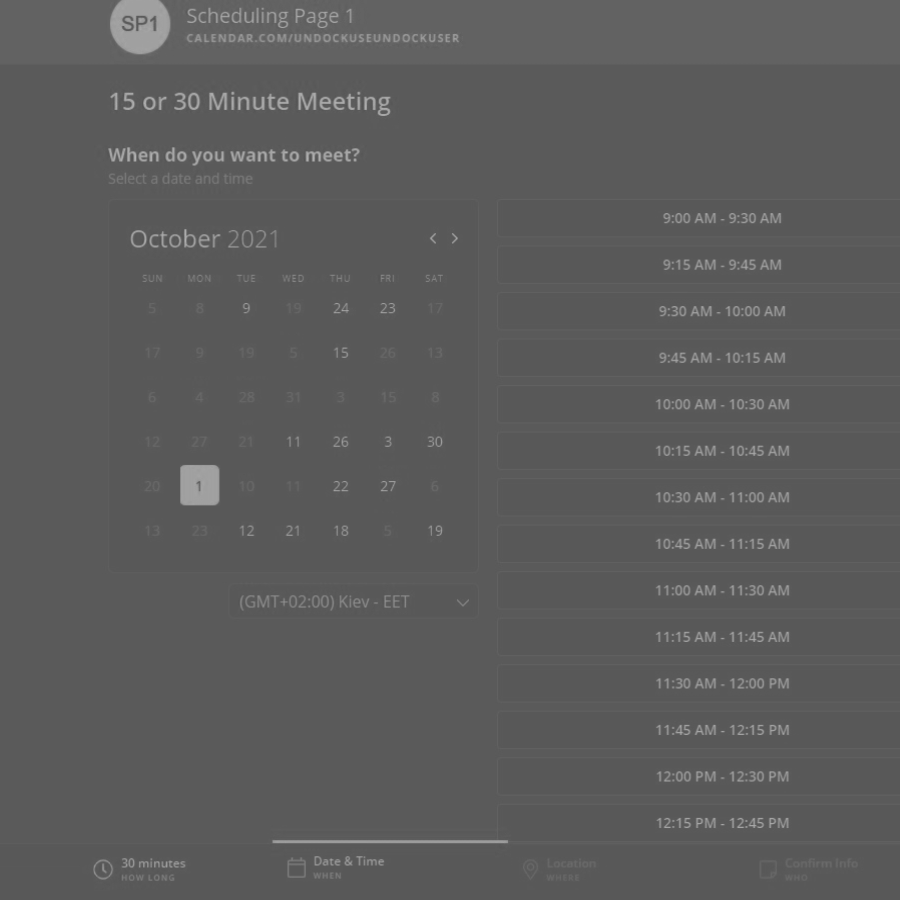 SP1
Scheduling Page 1
CALENDAR.COM/UNDOCKUSEUNDOCKUSER
15 or 30 Minute Meeting
When do you want to meet?
Select a date and time
October 2021
SUN MON TUE WED THU FRI SAT
5 8 9 19 24 23 17
17 9 19 5 15 26 13
6 4 28 31 3 15 8
12 27 21 11 26 3 30
20 1 10 11 22 27 6
13 23 12 21 18 5 19
(GMT+02:00) Kiev - EET
9:00 AM - 9:30 AM
9:15 AM - 9:45 AM
9:30 AM - 10:00 AM
9:45 AM - 10:15 AM
10:00 AM - 10:30 AM
10:15 AM - 10:45 AM
10:30 AM - 11:00 AM
10:45 AM - 11:15 AM
11:00 AM - 11:30 AM
11:15 AM - 11:45 AM
11:30 AM - 12:00 PM
11:45 AM - 12:15 PM
12:00 PM - 12:30 PM
12:15 PM - 12:45 PM
30 minutes
HOW LONG
Date & Time
WHEN
Location
WHERE
Confirm Info
WHO